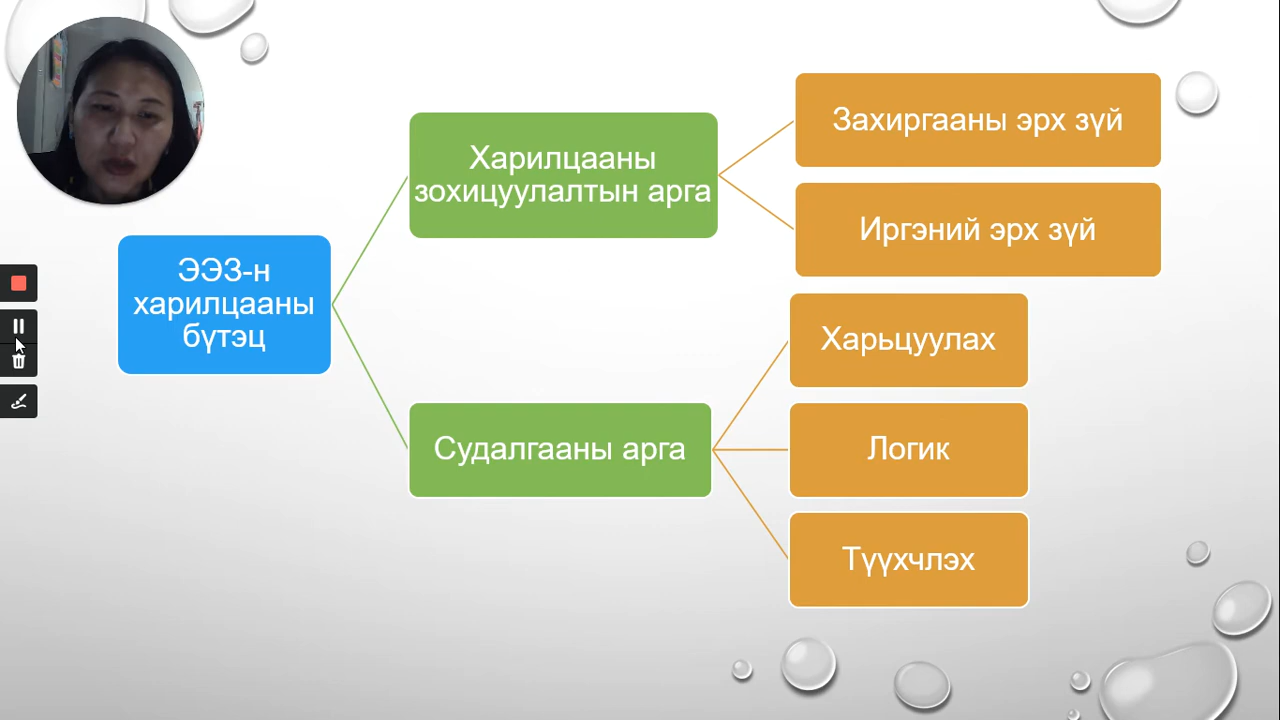 ЭЭЗ-н
харилцааны
бүтэц
Харилцааны
зохицуулалтын арга
Захиргааны эрх зүй
Иргэний эрх зүй
Судалгааны арга
Харьцуулах
Логик
Түүхчлэх